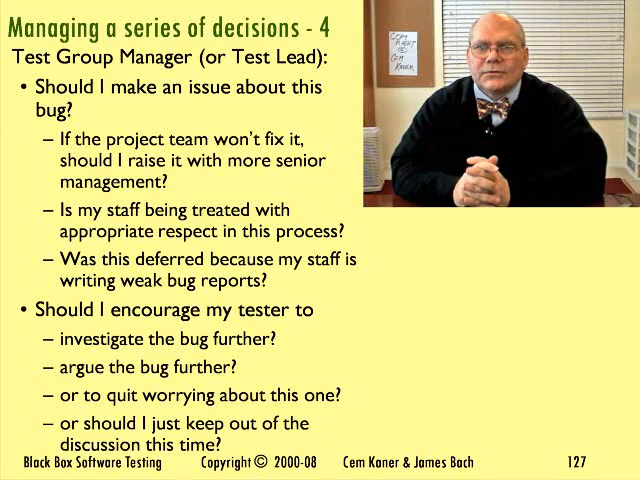 Managing a series of decisions - 4
Test Group Manager (or Test Lead):
• Should I make an issue about this
bug?
– If the project team won't fix it,
should I raise it with more senior
management?
– Is my staff being treated with
appropriate respect in this process?
– Was this deferred because my staff is
writing weak bug reports?
• Should I encourage my tester to
– investigate the bug further?
– argue the bug further?
– or to quit worrying about this one?
– or should I just keep out of the
discussion this time?
COPY
RIGHT
©
CEM
KANER
Black Box Software Testing Copyright © 2000-08 Cem Kaner & James Bach 127